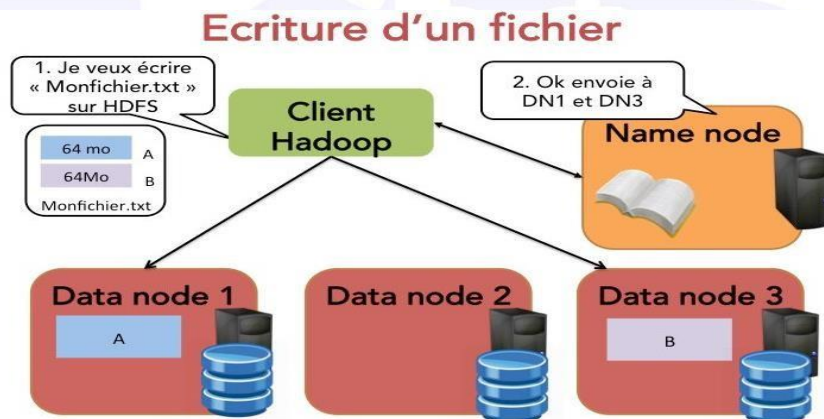 Ecriture d'un fichier
1. Je veux écrire
« Monfichier.txt »
sur HDFS
64 mo
A
64Mo
B
Monfichier.txt
Client
Hadoop
2. Ok envoie à
DN1 et DN3
Name node
Data node 1
A
Data node 2
Data node 3
B